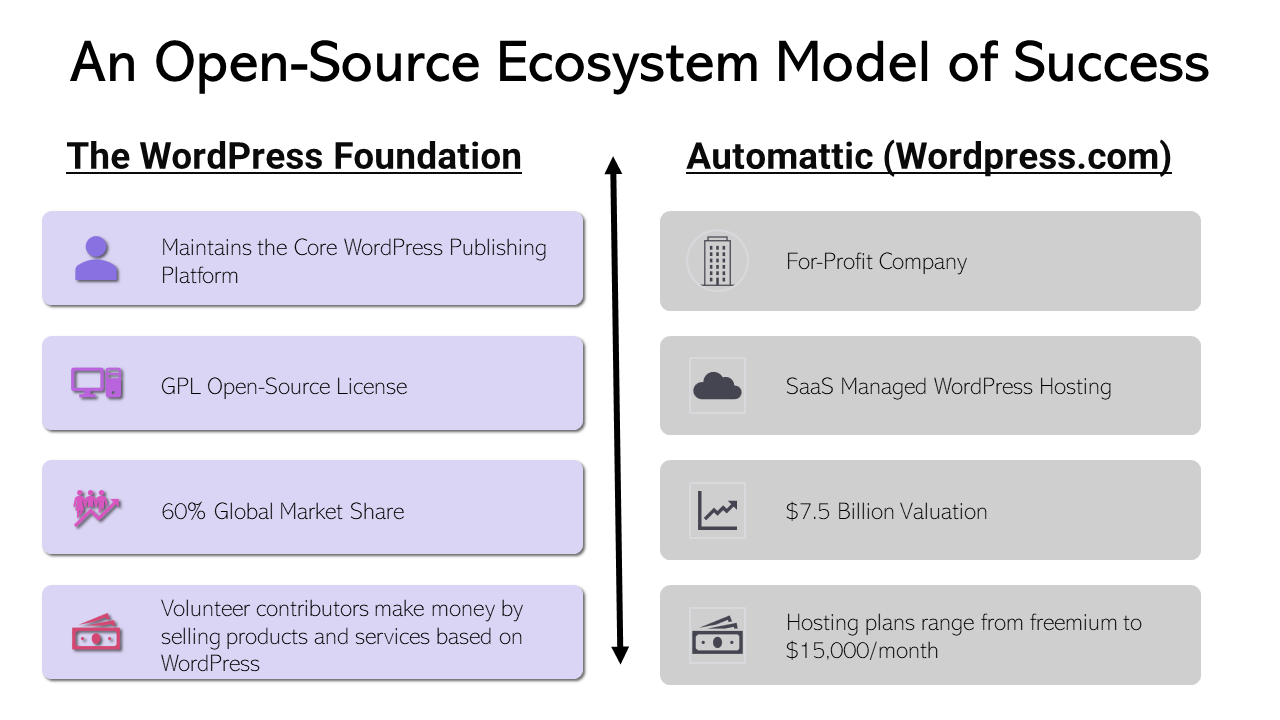 An Open-Source Ecosystem Model of Success
The WordPress Foundation
Maintains the Core WordPress Publishing
Platform
GPL Open-Source License
60% Global Market Share
Volunteer contributors make money by
selling products and services based on
WordPress
Automattic (Wordpress.com)
For-Profit Company
SaaS Managed WordPress Hosting
$7.5 Billion Valuation
Hosting plans range from freemium to
$15,000/month